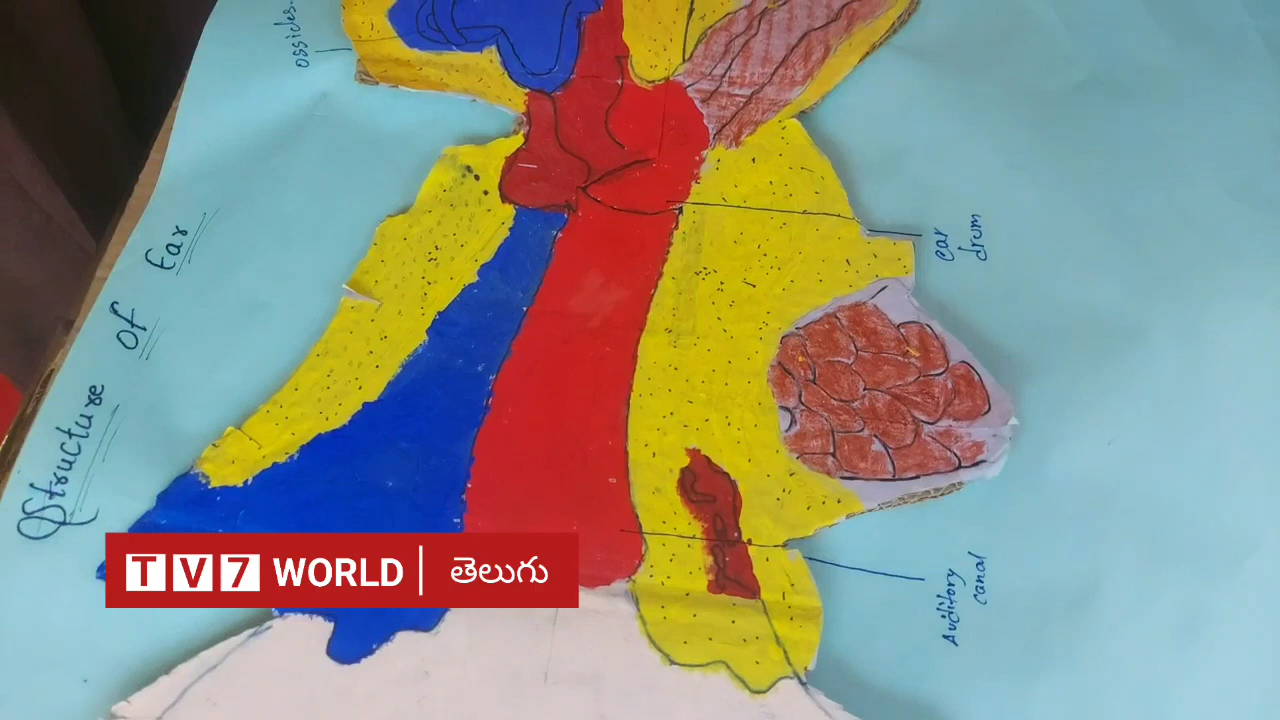 Structure of Ear
ossicles.
ear
drum
Auditory
canal
TV7 WORLD తెలుగు